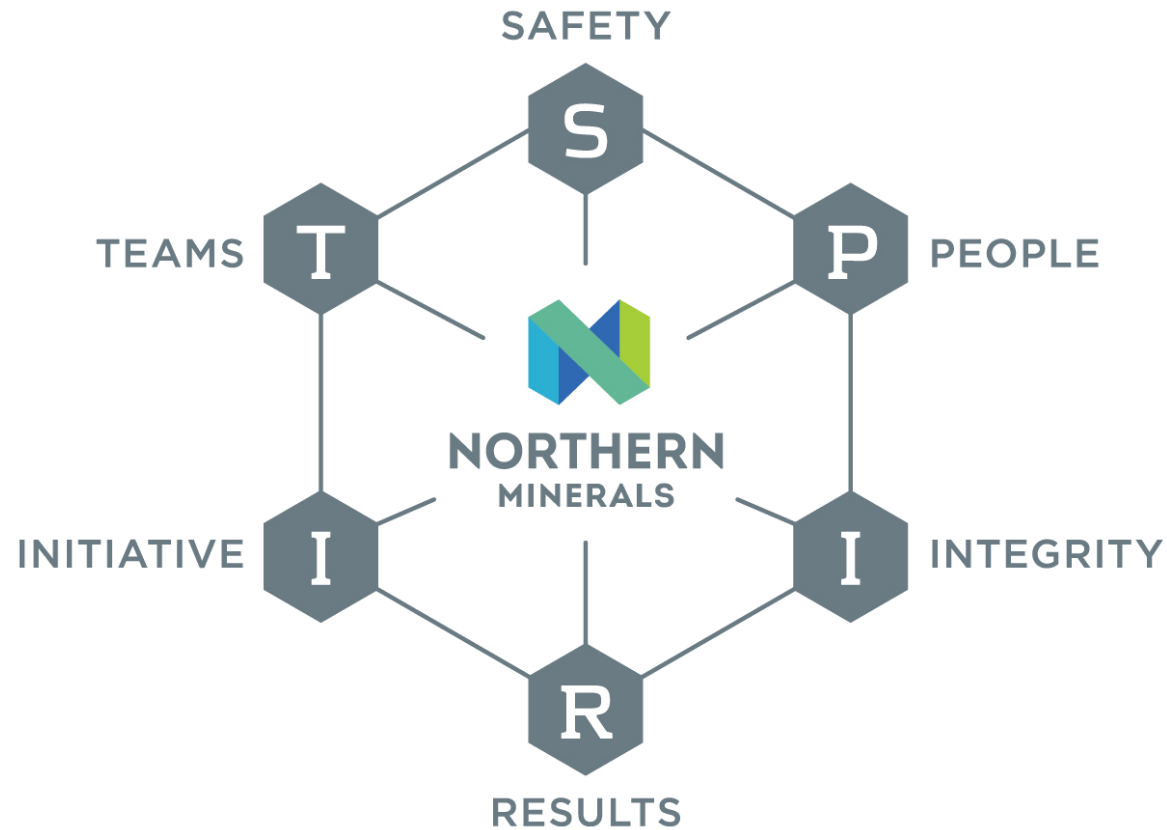 SAFETY
S
TEAMS
T
P
PEOPLE
NORTHERN
MINERALS
INITIATIVE
I
I
INTEGRITY
R
RESULTS